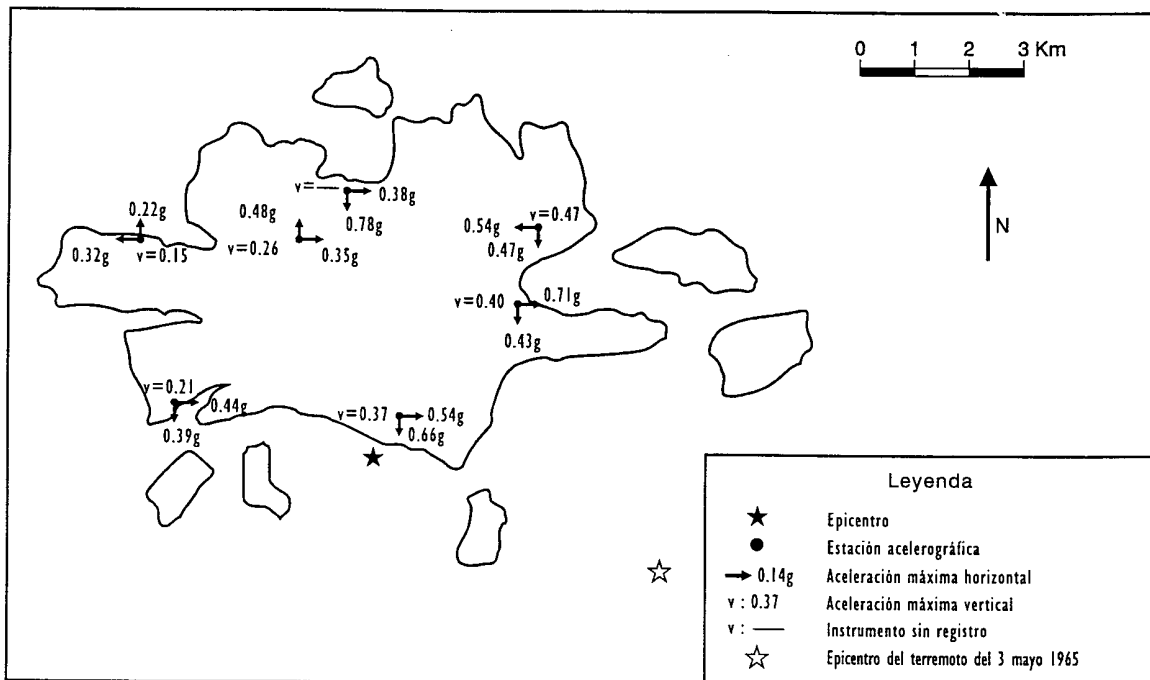 0 1 2 3 Km
N
v= — 0.38g
0.78g
0.22g
0.32g v=0.15
0.48g
v=0.26 0.35g
0.54g v=0.47
0.47g
v=0.40 0.71g
0.43g
v=0.21
0.44g
0.39g
v=0.37 0.54g
0.66g
Leyenda
Epicentro
Estación acelerográfica
0.14g Aceleración máxima horizontal
v : 0.37 Aceleración máxima vertical
v : — Instrumento sin registro
Epicentro del terremoto del 3 mayo 1965